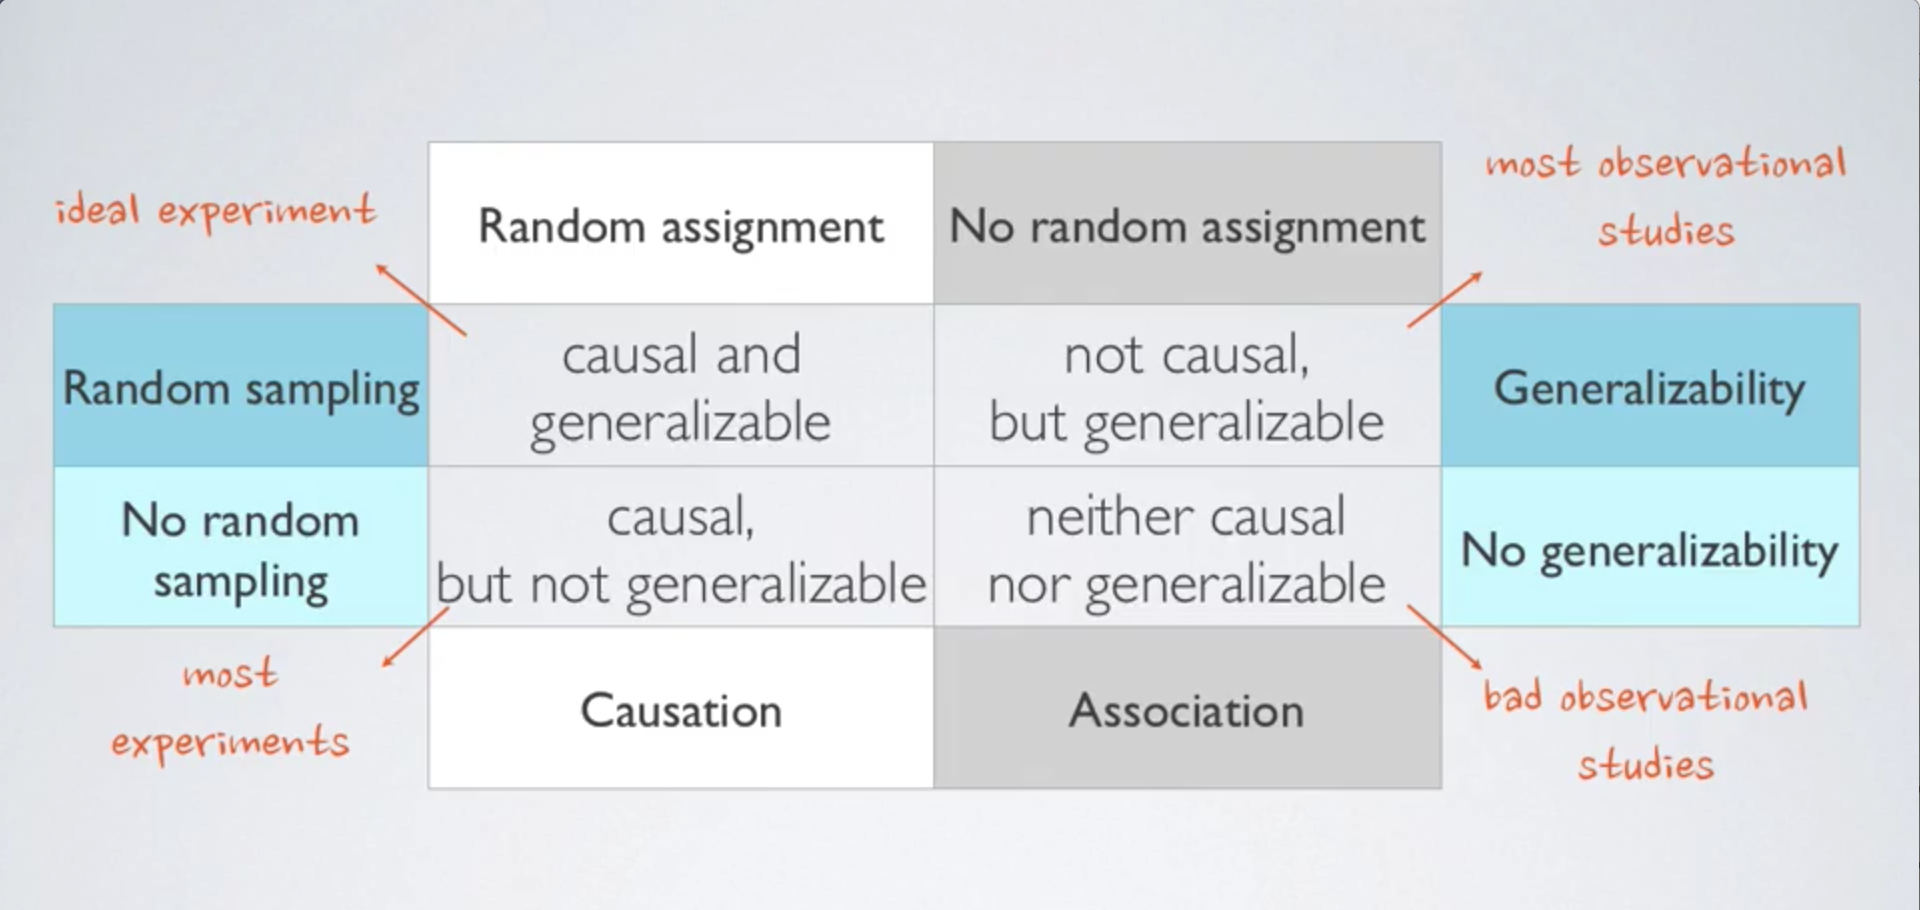 ideal experiment
most observational
studies
Random assignment
No random assignment
Random sampling
causal and
generalizable
not causal,
but generalizable
Generalizability
No random
sampling
causal,
but not generalizable
neither causal
nor generalizable
No generalizability
most
experiments
Causation
Association
bad observational
studies